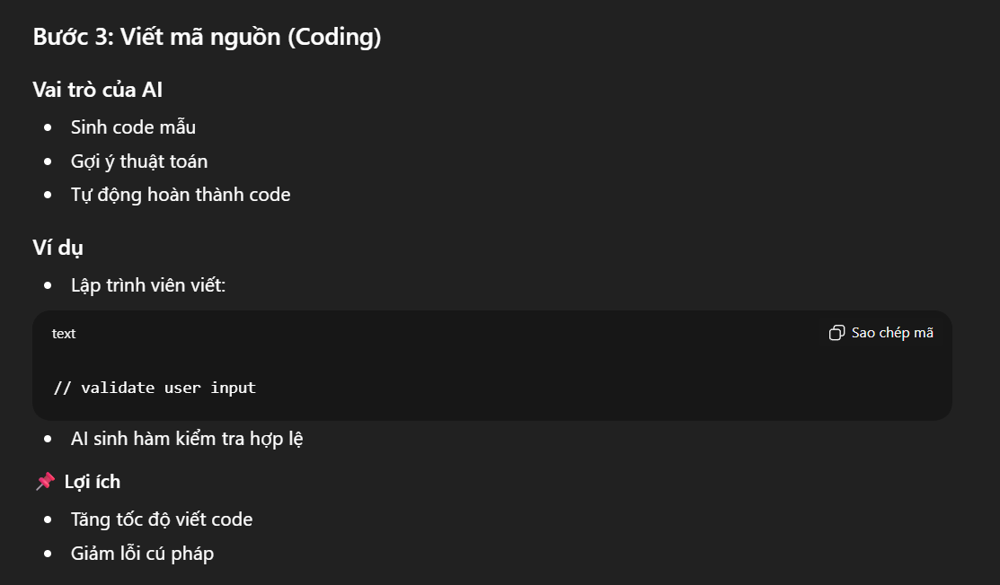 Bước 3: Viết mã nguồn (Coding)
Vai trò của AI
Sinh code mẫu
Gợi ý thuật toán
Tự động hoàn thành code
Ví dụ
Lập trình viên viết:
text
Sao chép mã
// validate user input
AI sinh hàm kiểm tra hợp lệ
📌 Lợi ích
Tăng tốc độ viết code
Giảm lỗi cú pháp